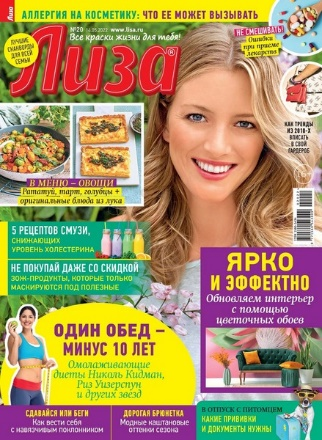 Лиза
АЛЛЕРГИЯ НА КОСМЕТИКУ: ЧТО ЕЕ МОЖЕТ ВЫЗЫВАТЬ
№20
www.lisa.ru
Все краски жизни для тебя!
ЛУЧШИЕ
СКАНВОРДЫ
ДЛЯ ВСЕЙ
СЕМЬИ
Лиза®
НЕ СМЕШИВАТЬ!
Ошибки
при приеме
лекарств
КАК ТРЕНДЫ
ИЗ 2010-Х
ВПИСАТЬ
В СВОЙ
ГАРДЕРОБ
В МЕНЮ – ОВОЩИ
Рататуй, тарт, голубцы +
оригинальные блюда из лука
5 РЕЦЕПТОВ СМУЗИ,
СНИЖАЮЩИХ
УРОВЕНЬ ХОЛЕСТЕРИНА
НЕ ПОКУПАЙ ДАЖЕ СО СКИДКОЙ
ЗОЖ-ПРОДУКТЫ, КОТОРЫЕ ТОЛЬКО
МАСКИРУЮТСЯ ПОД ПОЛЕЗНЫЕ
ЯРКО
И ЭФФЕКТНО
Обновляем интерьер
с помощью
цветочных обоев
ОДИН ОБЕД –
МИНУС 10 ЛЕТ
Омолаживающие
диеты Николь Кидман,
Риз Уизерспун
и других звезд
СДАВАЙСЯ ИЛИ БЕГИ
Как вести себя
с навязчивым поклонником
ДОРОГАЯ БРЮНЕТКА
Модные каштановые
оттенки сезона
В ОТПУСК С ПИТОМЦЕМ
КАКИЕ ПРИВИВКИ
И ДОКУМЕНТЫ НУЖНЫ